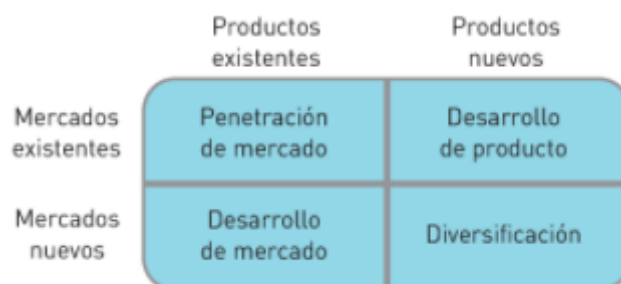 Productos
existentes
Productos
nuevos
Mercados
existentes
Penetración
de mercado
Desarrollo
de producto
Mercados
nuevos
Desarrollo
de mercado
Diversificación